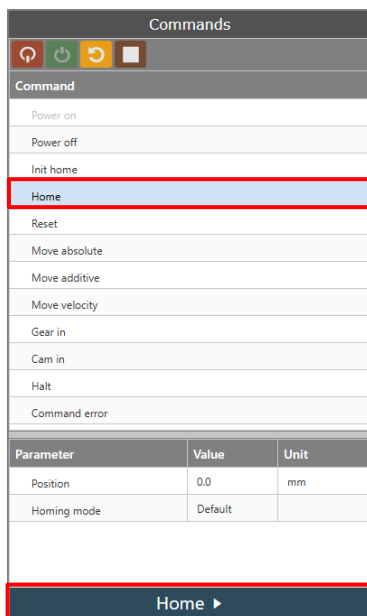 Commands
Command
Power on
Power off
Init home
Home
Reset
Move absolute
Move additive
Move velocity
Gear in
Cam in
Halt
Command error
Parameter Value Unit
Position 0.0 mm
Homing mode Default
Home